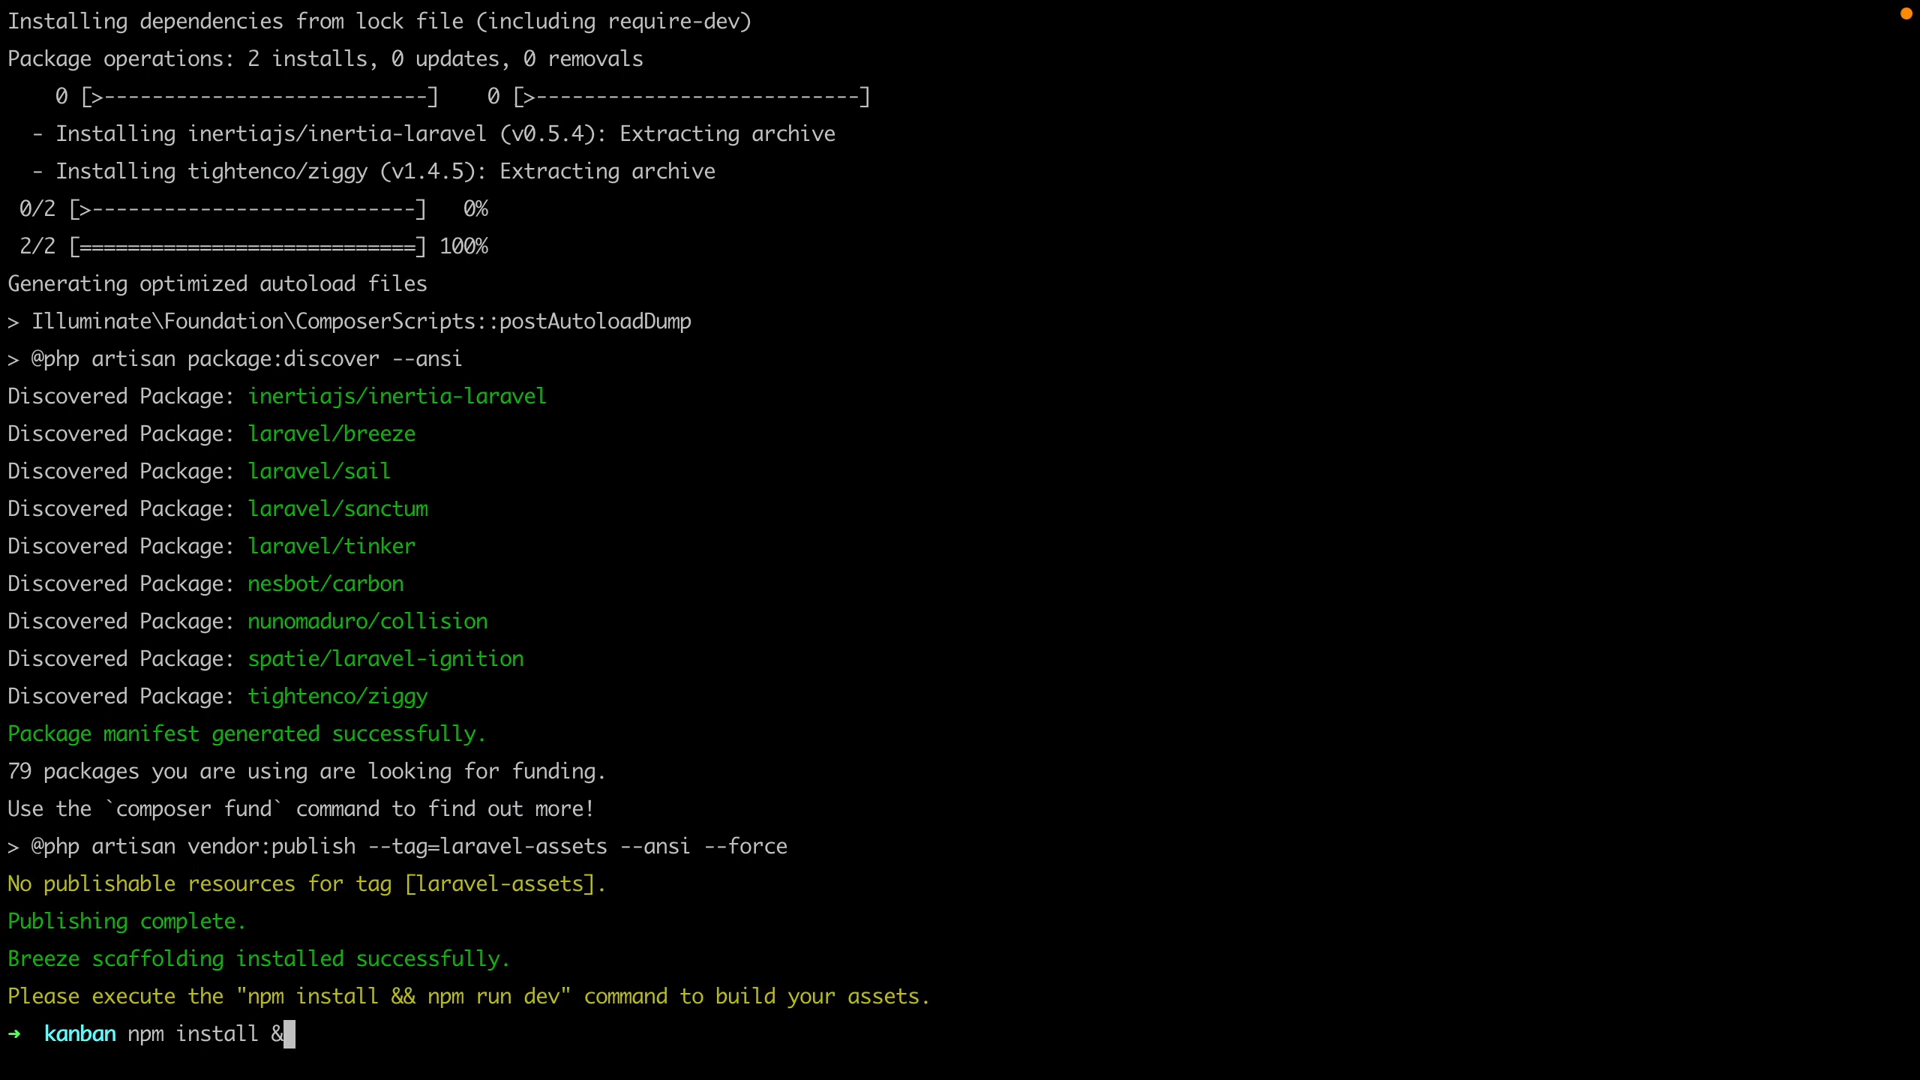 Installing dependencies from lock file (including require-dev)
Package operations: 2 installs, 0 updates, 0 removals
    0 [>---------------------------]    0 [>---------------------------]
  - Installing inertiajs/inertia-laravel (v0.5.4): Extracting archive
  - Installing tightenco/ziggy (v1.4.5): Extracting archive
 0/2 [>---------------------------]   0%
 2/2 [============================] 100%
Generating optimized autoload files
> Illuminate\Foundation\ComposerScripts::postAutoloadDump
> @php artisan package:discover --ansi
Discovered Package: inertiajs/inertia-laravel
Discovered Package: laravel/breeze
Discovered Package: laravel/sail
Discovered Package: laravel/sanctum
Discovered Package: laravel/tinker
Discovered Package: nesbot/carbon
Discovered Package: nunomaduro/collision
Discovered Package: spatie/laravel-ignition
Discovered Package: tightenco/ziggy
Package manifest generated successfully.
79 packages you are using are looking for funding.
Use the `composer fund` command to find out more!
> @php artisan vendor:publish --tag=laravel-assets --ansi --force
No publishable resources for tag [laravel-assets].
Publishing complete.
Breeze scaffolding installed successfully.
Please execute the "npm install && npm run dev" command to build your assets.
➜  kanban npm install &